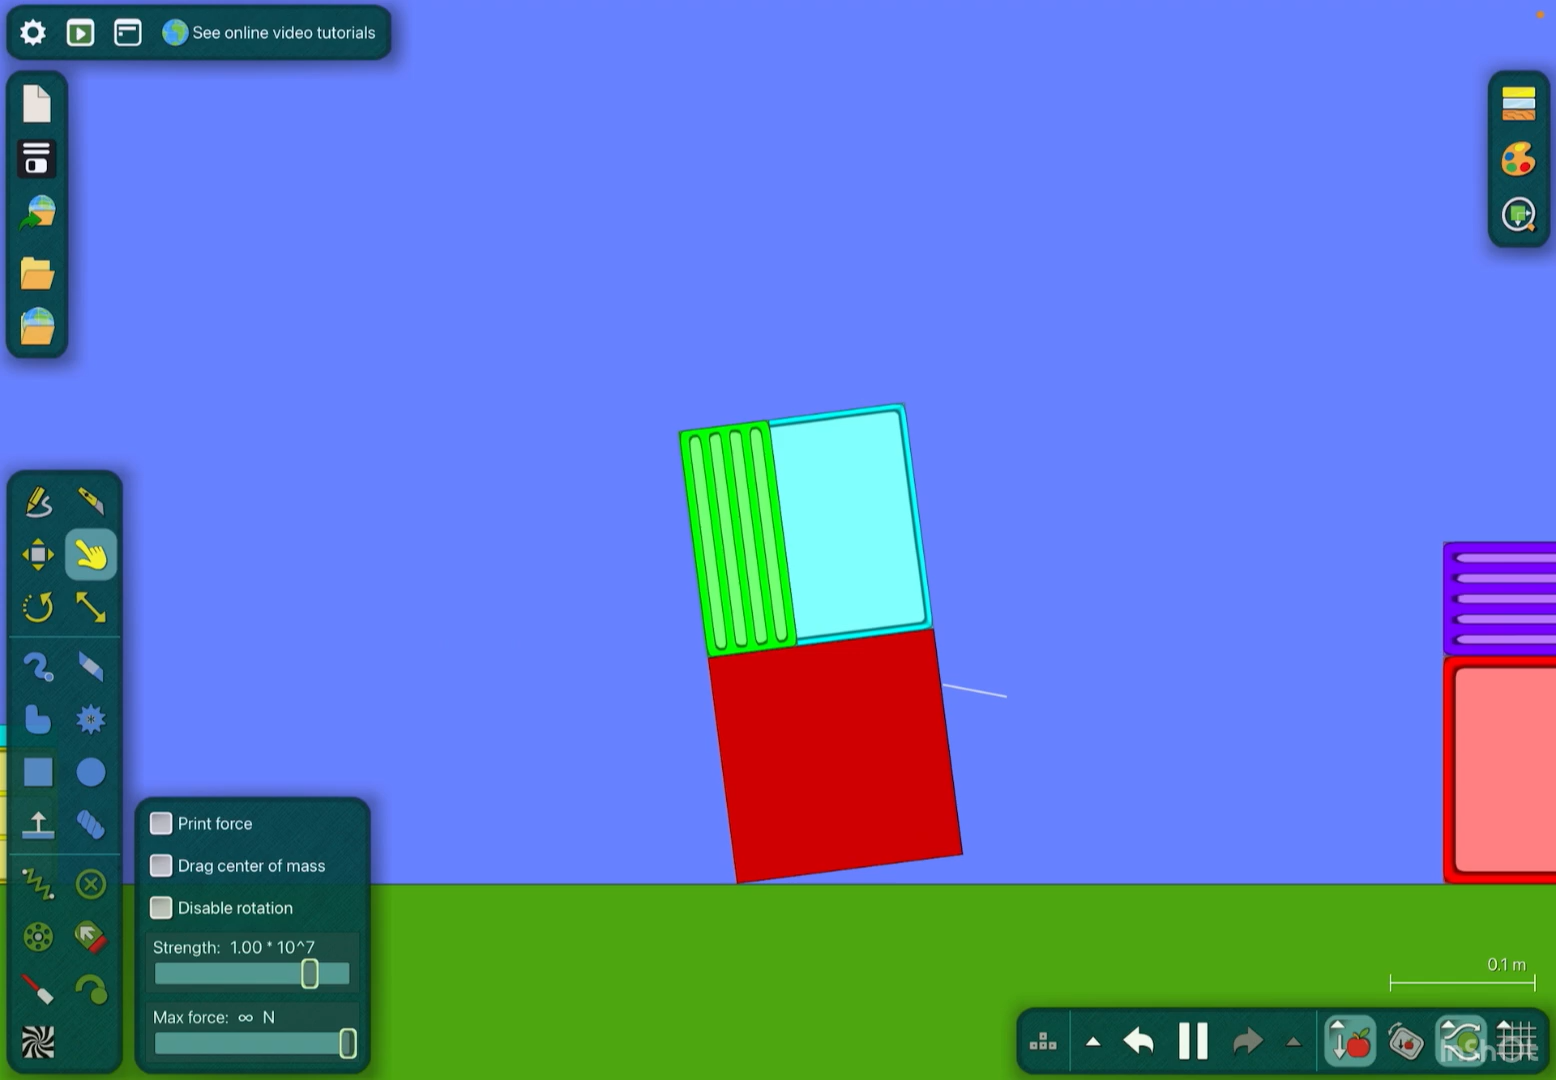 See online video tutorials
Print force
Drag center of mass
Disable rotation
Strength: 1.00 * 10^7
Max force: ∞ N
0.1 m
InShOt